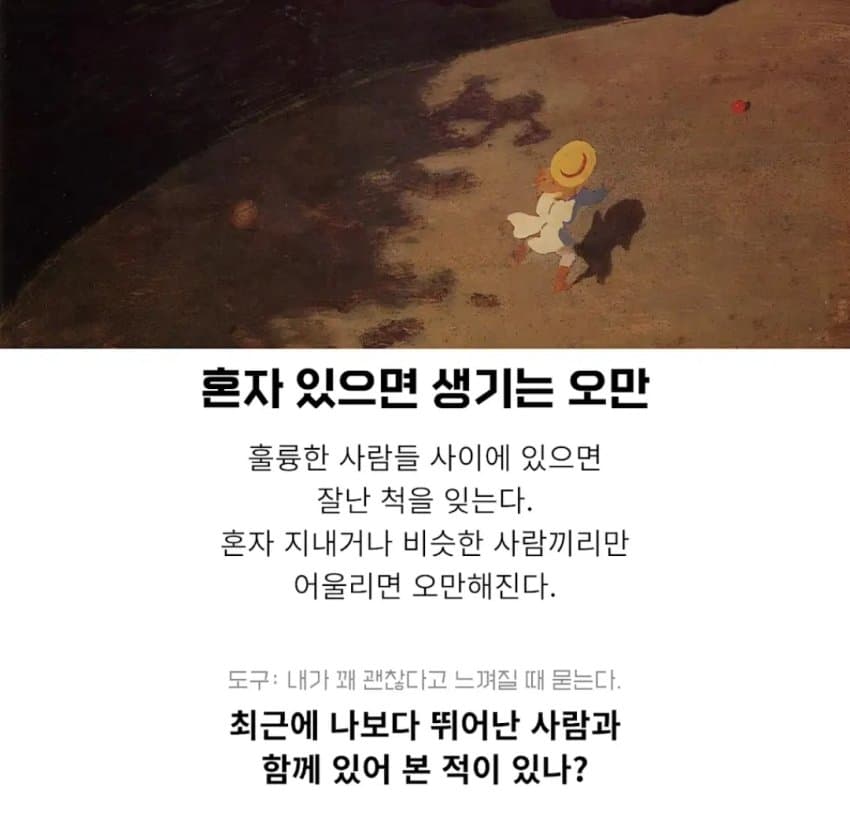 혼자 있으면 생기는 오만
훌륭한 사람들 사이에 있으면
잘난 척을 잊는다.
혼자 지내거나 비슷한 사람끼리만
어울리면 오만해진다.
도구: 내가 꽤 괜찮다고 느껴질 때 묻는다.
최근에 나보다 뛰어난 사람과
함께 있어 본 적이 있나?